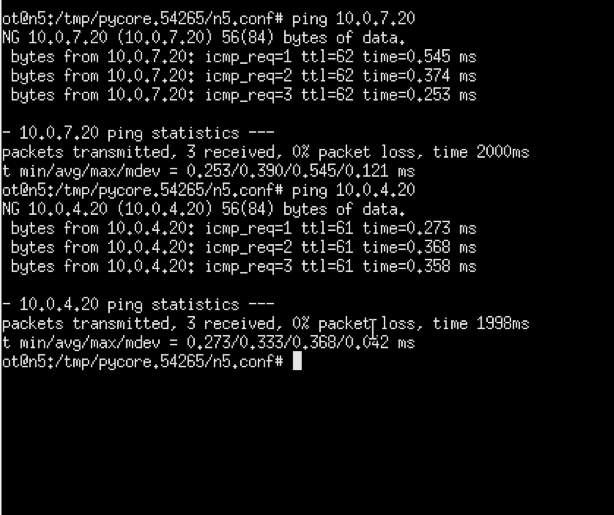 ot@n5:/tmp/pycore.54265/n5.conf# ping 10.0.7.20
NG 10.0.7.20 (10.0.7.20) 56(84) bytes of data.
bytes from 10.0.7.20: icmp_req=1 ttl=62 time=0.545 ms
bytes from 10.0.7.20: icmp_req=2 ttl=62 time=0.374 ms
bytes from 10.0.7.20: icmp_req=3 ttl=62 time=0.253 ms
- 10.0.7.20 ping statistics ---
packets transmitted, 3 received, 0% packet loss, time 2000ms
t min/avg/max/mdev = 0.253/0.390/0.545/0.121 ms
ot@n5:/tmp/pycore.54265/n5.conf# ping 10.0.4.20
NG 10.0.4.20 (10.0.4.20) 56(84) bytes of data.
bytes from 10.0.4.20: icmp_req=1 ttl=61 time=0.273 ms
bytes from 10.0.4.20: icmp_req=2 ttl=61 time=0.368 ms
bytes from 10.0.4.20: icmp_req=3 ttl=61 time=0.358 ms
- 10.0.4.20 ping statistics ---
packets transmitted, 3 received, 0% packet loss, time 1998ms
t min/avg/max/mdev = 0.273/0.333/0.368/0.042 ms
ot@n5:/tmp/pycore.54265/n5.conf#